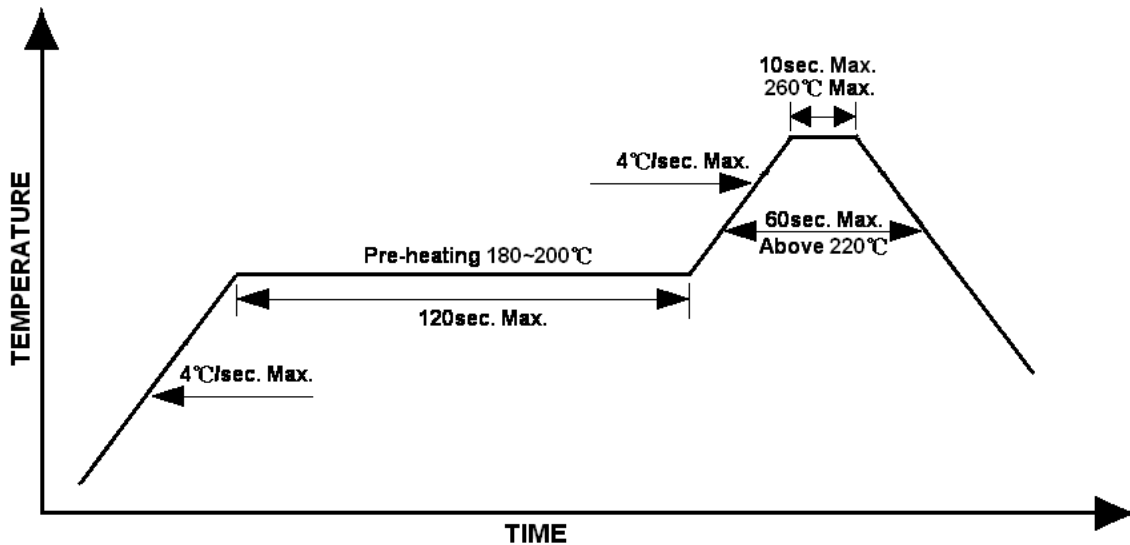 10sec. Max.
260℃ Max.
4℃/sec. Max.
60sec. Max.
Above 220℃
Pre-heating 180~200℃
120sec. Max.
4℃/sec. Max.
TEMPERATURE
TIME